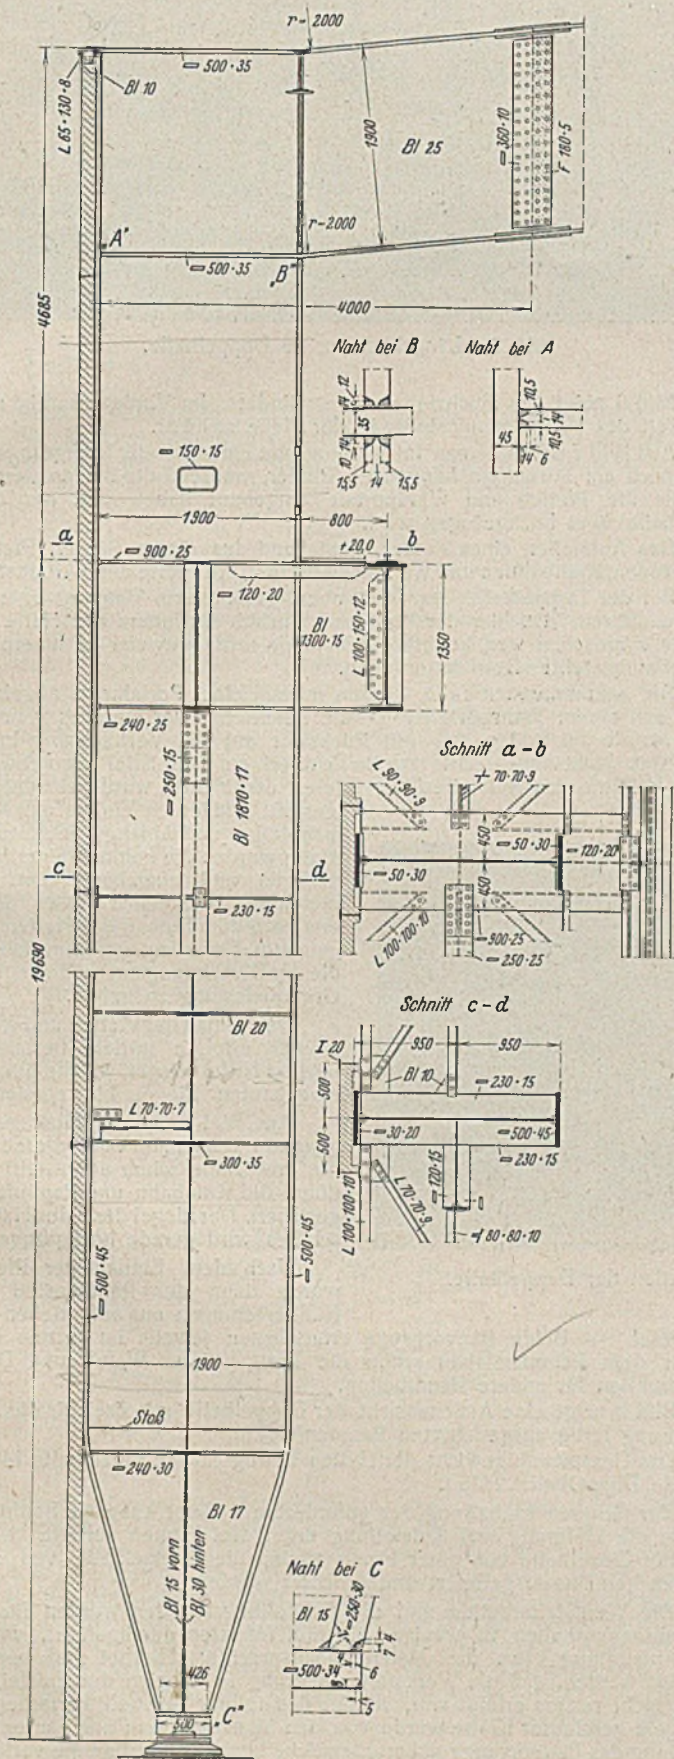 r-2000
▭ 500·35
Bl 10
L 65·130·8
1900
Bl 25
▭ 360·10
F 180·5
„A"
r-2000
▭ 500·35
„B"
4685
4000
Naht bei B
Naht bei A
14 12
35
10 14
15,5 14 15,5
45
10,5
14
10,5
14 6
▭ 150·15
1900
800
a
b
▭ 900·25
+20,0
▭ 120·20
Bl
1300·15
L 100·150·12
1350
▭ 240·25
▭ 250·15
Bl 1810·17
Schnitt a-b
L 90·90·9
70·70·9
450
▭ 50·30
▭ 120·20
▭ 50·30
450
L 100·100·10
▭ 900·25
▭ 250·25
c
d
▭ 230·15
19690
Bl 20
Schnitt c-d
I 20
950
950
500
Bl 10
▭ 230·15
▭ 30·20
▭ 500·45
500
▭ 230·15
▭ 120·15
L 100·100·10
L 70·70·9
80·80·10
L 70·70·7
▭ 300·35
▭ 500·45
▭ 500·45
1900
Stoß
▭ 240·30
Bl 17
Bl 15 vorn
Bl 30 hinten
Naht bei C
Bl 15
▭ 250·30
4
7
▭ 500·34
6
5
426
500
„C"